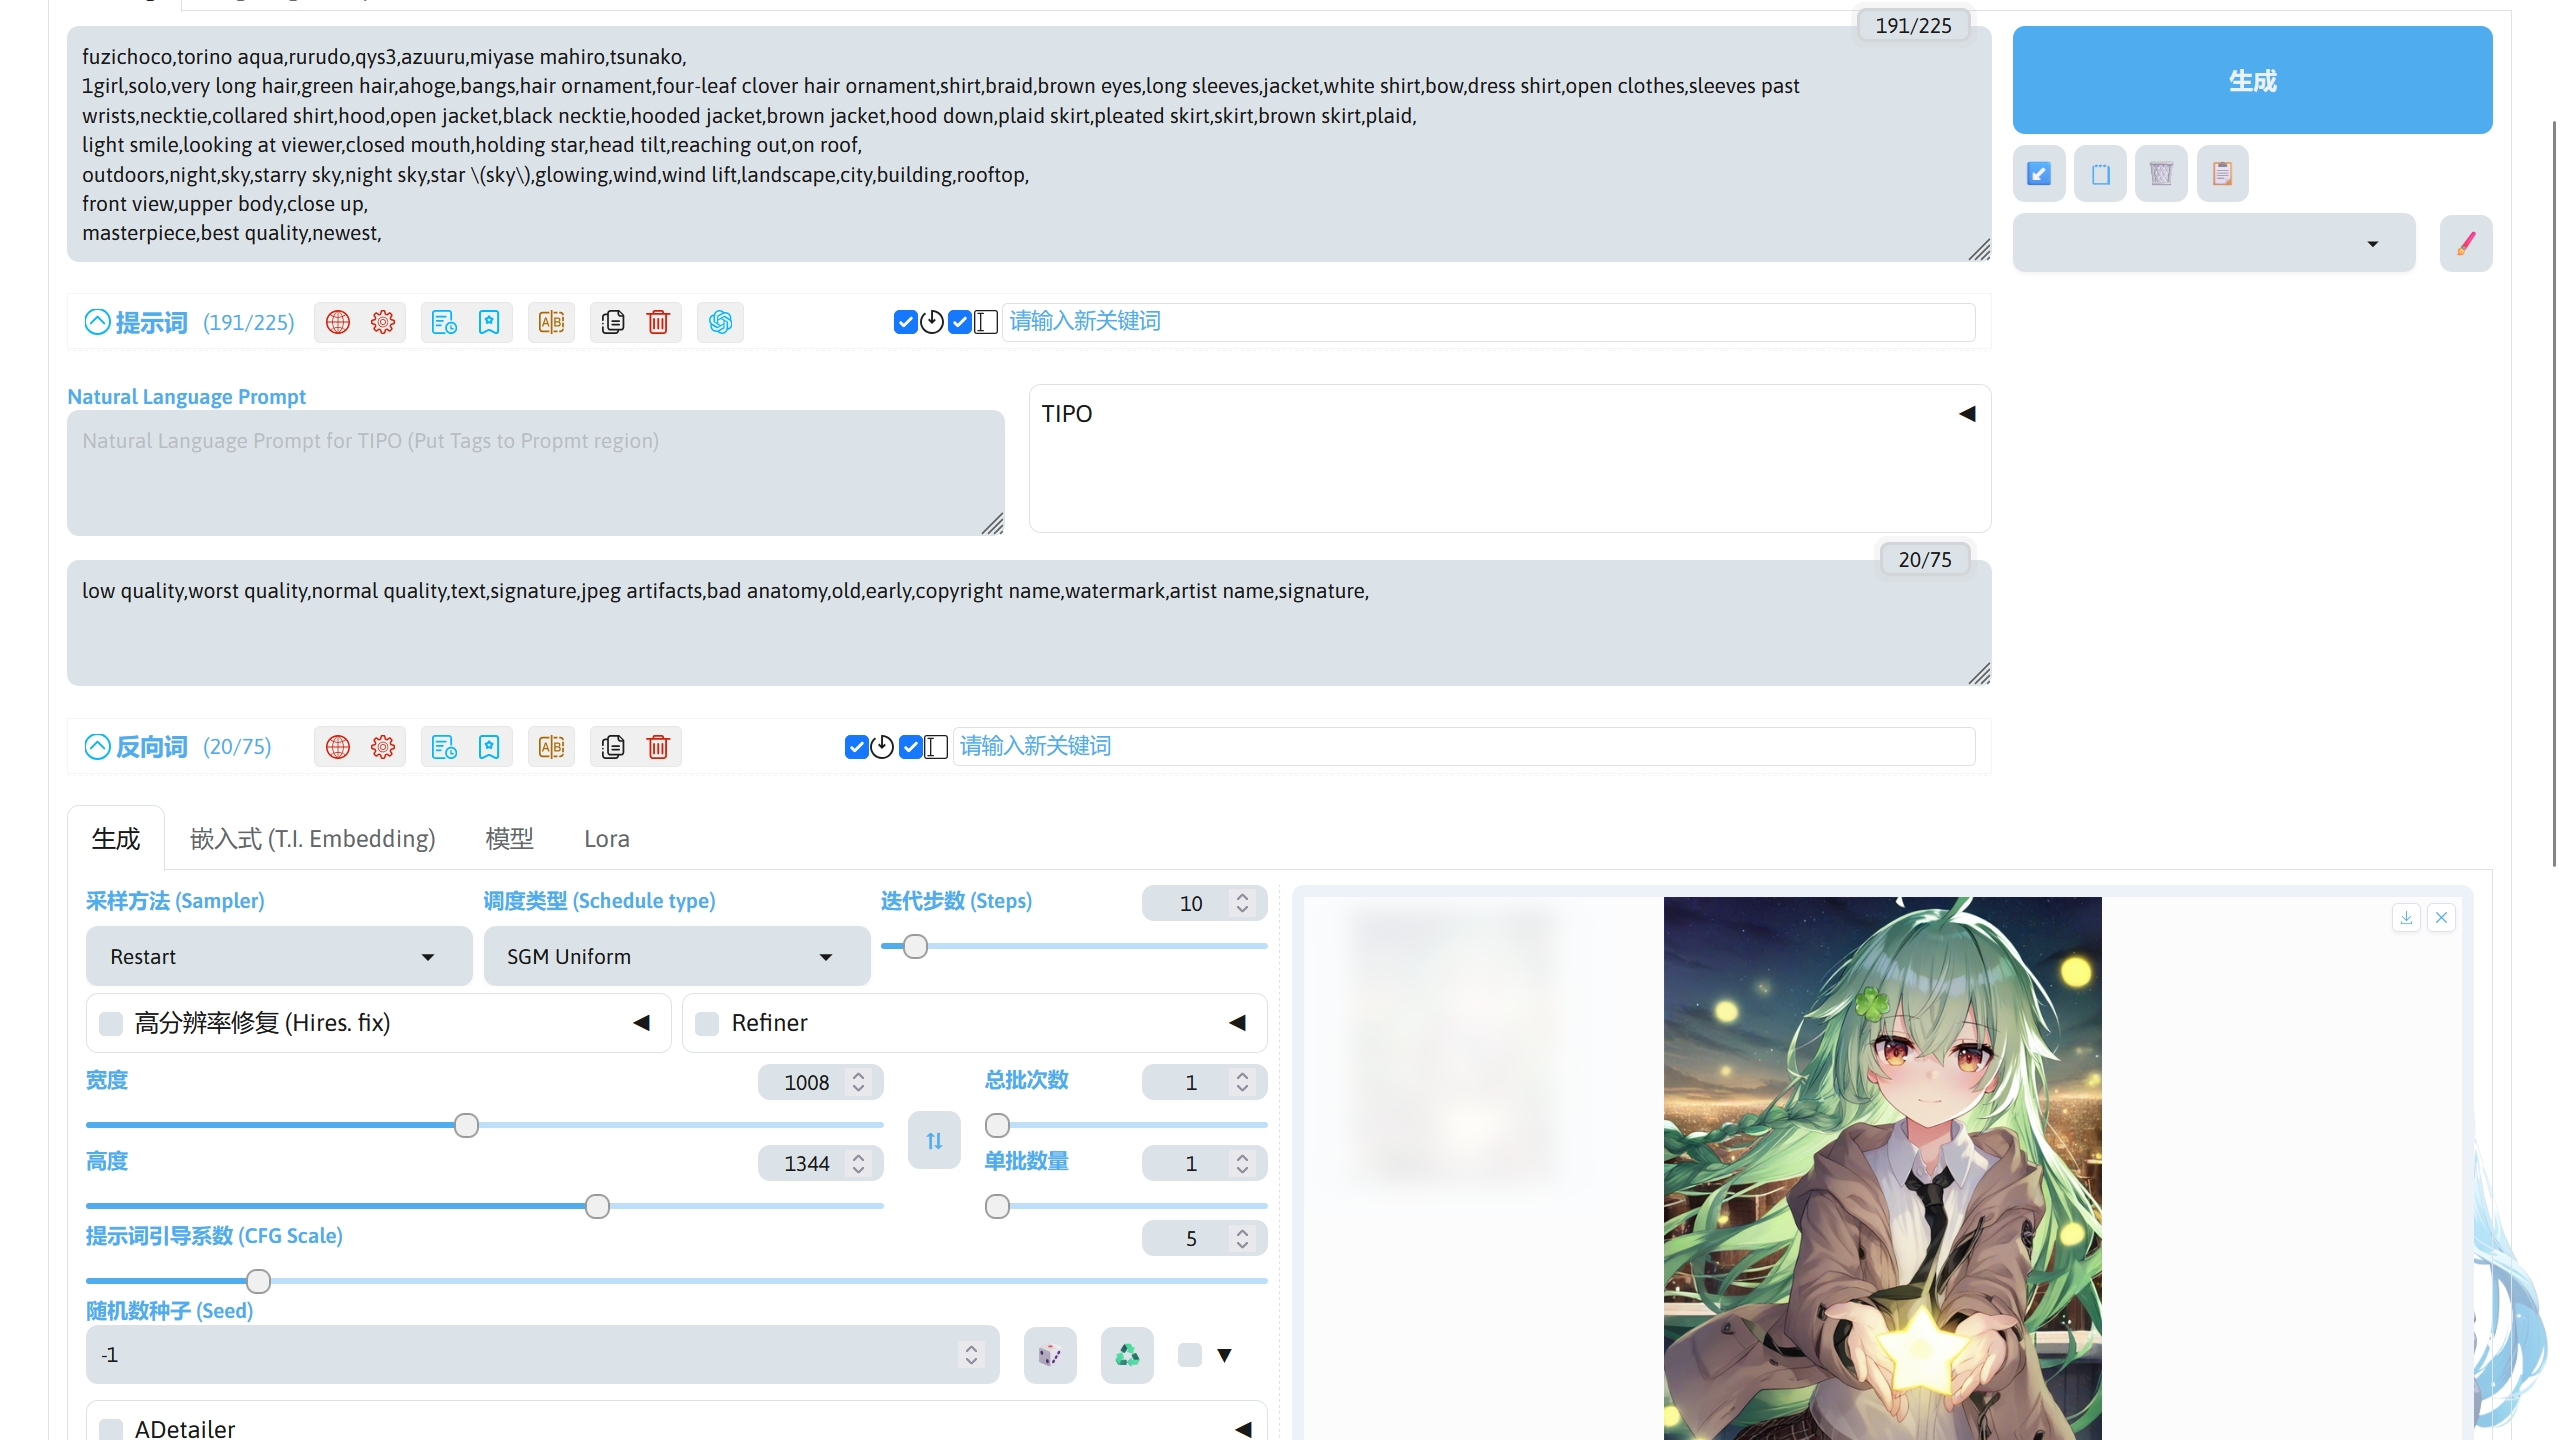 191/225
fuzichoco,torino aqua,rurudo,qys3,azuuru,miyase mahiro,tsunako,
1girl,solo,very long hair,green hair,ahoge,bangs,hair ornament,four-leaf clover hair ornament,shirt,braid,brown eyes,long sleeves,jacket,white shirt,bow,dress shirt,open clothes,sleeves past
wrists,necktie,collared shirt,hood,open jacket,black necktie,hooded jacket,brown jacket,hood down,plaid skirt,pleated skirt,skirt,brown skirt,plaid,
light smile,looking at viewer,closed mouth,holding star,head tilt,reaching out,on roof,
outdoors,night,sky,starry sky,night sky,star \(sky\),glowing,wind,wind lift,landscape,city,building,rooftop,
front view,upper body,close up,
masterpiece,best quality,newest,
生成
提示词 (191/225)
请输入新关键词
Natural Language Prompt
Natural Language Prompt for TIPO (Put Tags to Propmt region)
TIPO
20/75
low quality,worst quality,normal quality,text,signature,jpeg artifacts,bad anatomy,old,early,copyright name,watermark,artist name,signature,
反向词 (20/75)
请输入新关键词
生成 嵌入式 (T.I. Embedding) 模型 Lora
采样方法 (Sampler) 调度类型 (Schedule type) 迭代步数 (Steps) 10
Restart SGM Uniform
高分辨率修复 (Hires. fix) Refiner
宽度 1008 总批次数 1
高度 1344 单批数量 1
提示词引导系数 (CFG Scale) 5
随机数种子 (Seed)
-1
ADetailer